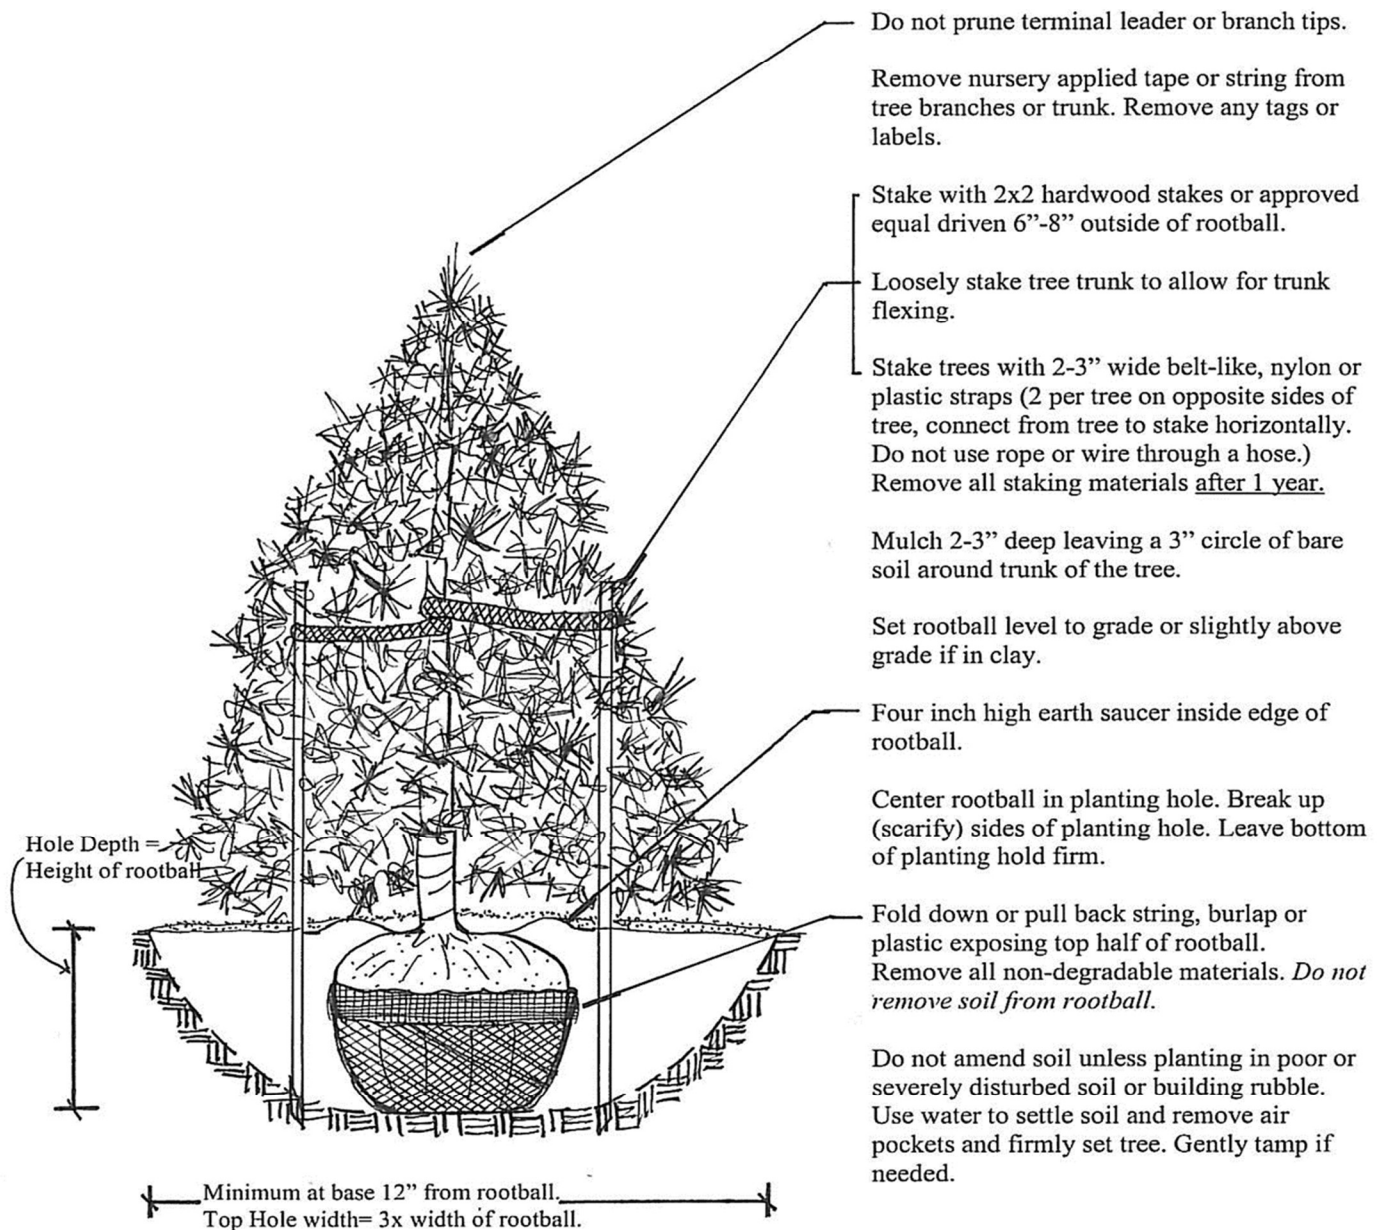 Do not prune terminal leader or branch tips.
Remove nursery applied tape or string from
tree branches or trunk. Remove any tags or
labels.
Stake with 2x2 hardwood stakes or approved
equal driven 6”-8” outside of rootball.
Loosely stake tree trunk to allow for trunk
flexing.
Stake trees with 2-3” wide belt-like, nylon or
plastic straps (2 per tree on opposite sides of
tree, connect from tree to stake horizontally.
Do not use rope or wire through a hose.)
Remove all staking materials after 1 year.
Mulch 2-3” deep leaving a 3” circle of bare
soil around trunk of the tree.
Set rootball level to grade or slightly above
grade if in clay.
Four inch high earth saucer inside edge of
rootball.
Center rootball in planting hole. Break up
(scarify) sides of planting hole. Leave bottom
of planting hold firm.
Fold down or pull back string, burlap or
plastic exposing top half of rootball.
Remove all non-degradable materials. Do not
remove soil from rootball.
Do not amend soil unless planting in poor or
severely disturbed soil or building rubble.
Use water to settle soil and remove air
pockets and firmly set tree. Gently tamp if
needed.
Hole Depth =
Height of rootball
Minimum at base 12” from rootball.
Top Hole width= 3x width of rootball.